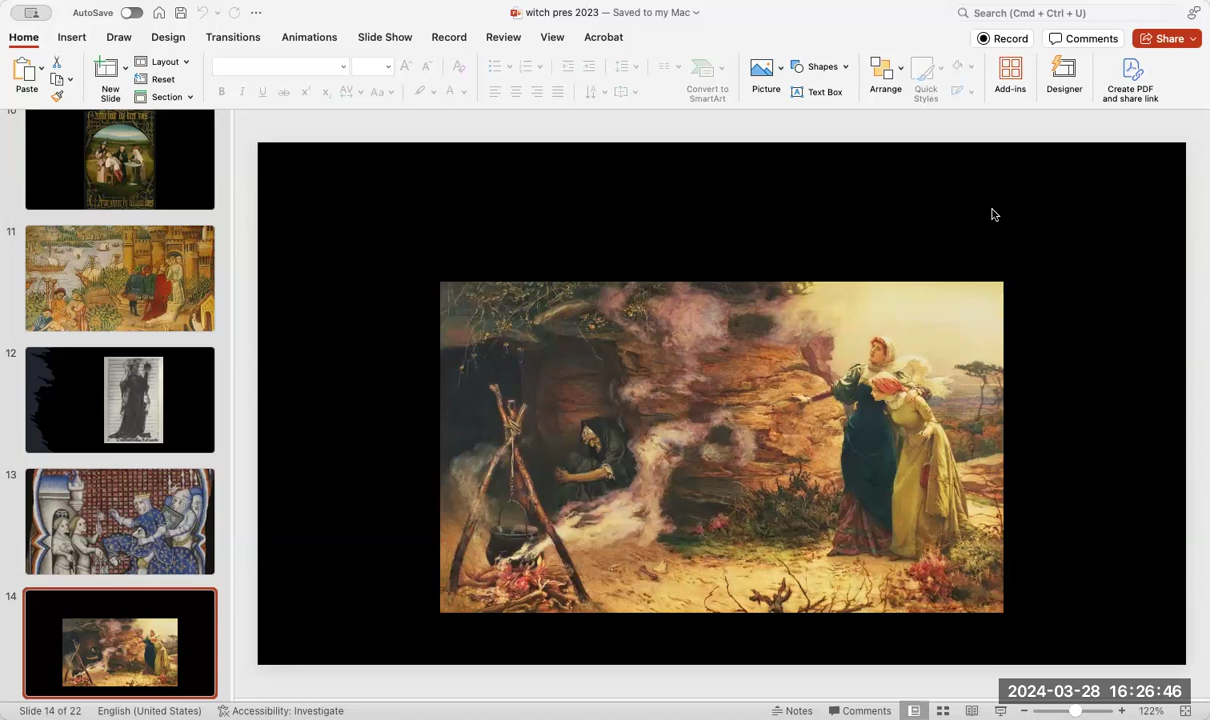 AutoSave
witch pres 2023 — Saved to my Mac
Search (Cmd + Ctrl + U)
Home Insert Draw Design Transitions Animations Slide Show Record Review View Acrobat
Record Comments Share
Paste
New Slide
Layout
Reset
Section
Convert to SmartArt
Picture
Shapes
Text Box
Arrange
Quick Styles
Add-ins
Designer
Create PDF and share link
11
12
13
14
2024-03-28 16:26:46
Slide 14 of 22 English (United States) Accessibility: Investigate Notes Comments 122%